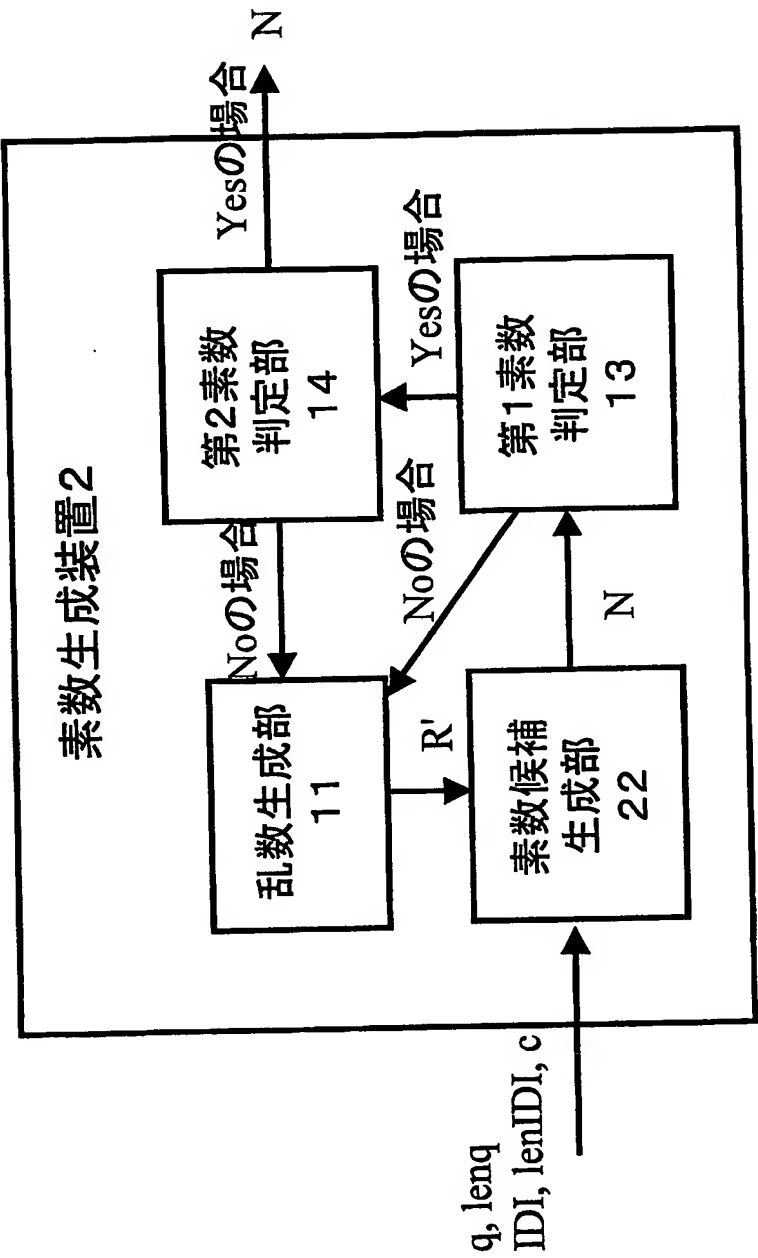 素数生成装置2
乱数生成部
11
Noの場合
第2素数
判定部
14
Yesの場合
N
R'
Noの場合
Yesの場合
q, lenq
IDI, lenIDI, c
素数候補
生成部
22
N
第1素数
判定部
13